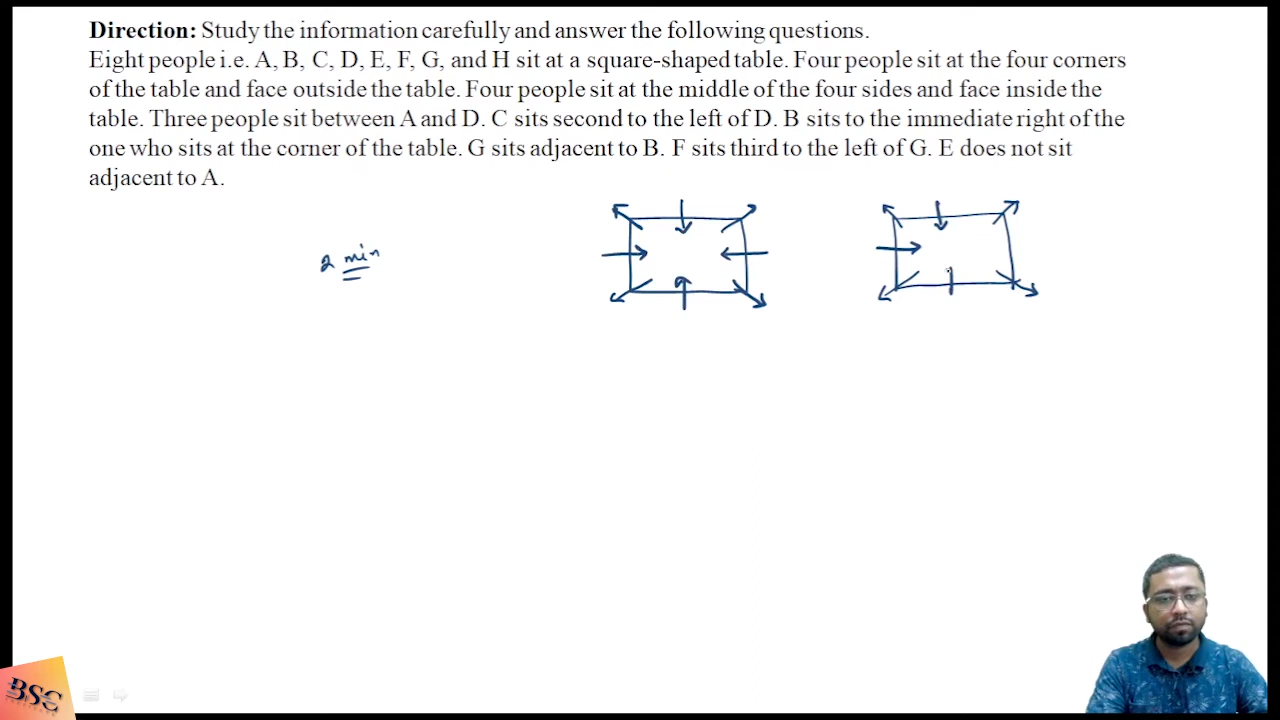 Direction: Study the information carefully and answer the following questions.
Eight people i.e. A, B, C, D, E, F, G, and H sit at a square-shaped table. Four people sit at the four corners
of the table and face outside the table. Four people sit at the middle of the four sides and face inside the
table. Three people sit between A and D. C sits second to the left of D. B sits to the immediate right of the
one who sits at the corner of the table. G sits adjacent to B. F sits third to the left of G. E does not sit
adjacent to A.
2 min
BSC